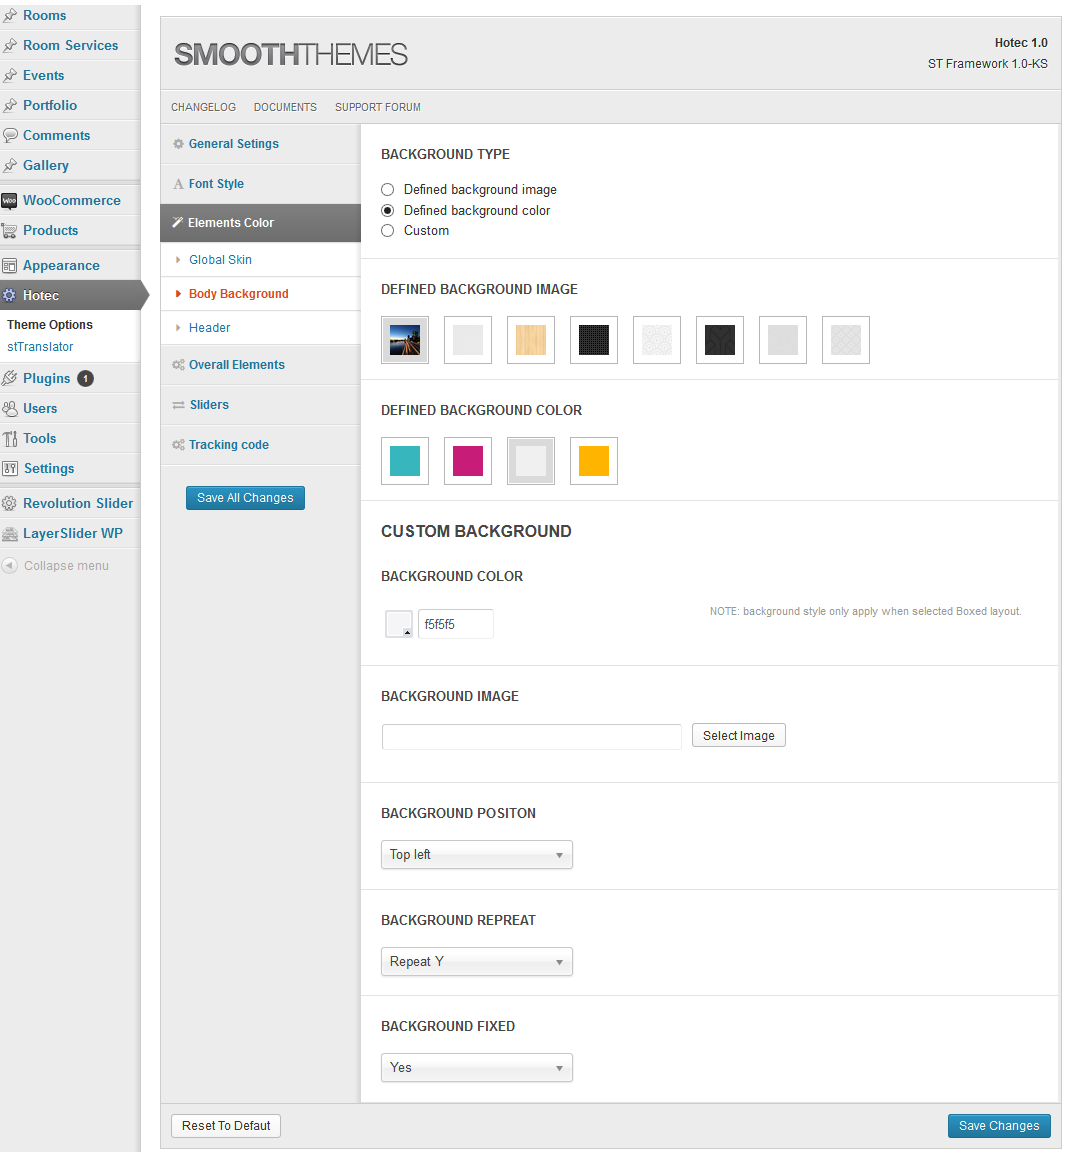 Rooms
Room Services
Events
Portfolio
Comments
Gallery
Woo
WooCommerce
Products
Appearance
Hotec
Theme Options
stTranslator
Plugins 1
Users
Tools
Settings
Revolution Slider
LayerSlider WP
Collapse menu
SMOOTHTHEMES
Hotec 1.0
ST Framework 1.0-KS
CHANGELOG DOCUMENTS SUPPORT FORUM
General Setings
Font Style
Elements Color
Global Skin
Body Background
Header
Overall Elements
Sliders
Tracking code
Save All Changes
BACKGROUND TYPE
Defined background image
Defined background color
Custom
DEFINED BACKGROUND IMAGE
DEFINED BACKGROUND COLOR
CUSTOM BACKGROUND
BACKGROUND COLOR
f5f5f5
NOTE: background style only apply when selected Boxed layout.
BACKGROUND IMAGE
Select Image
BACKGROUND POSITON
Top left
BACKGROUND REPREAT
Repeat Y
BACKGROUND FIXED
Yes
Reset To Defaut
Save Changes